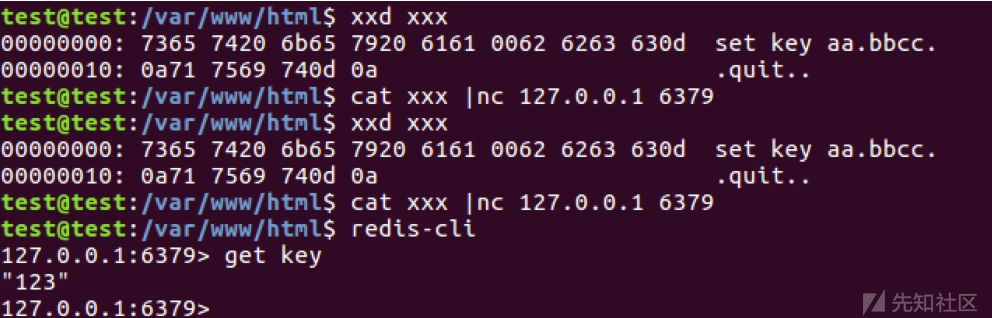 test@test:/var/www/html$ xxd xxx
00000000: 7365 7420 6b65 7920 6161 0062 6263 630d  set key aa.bbcc.
00000010: 0a71 7569 740d 0a                        .quit..
test@test:/var/www/html$ cat xxx |nc 127.0.0.1 6379
test@test:/var/www/html$ xxd xxx
00000000: 7365 7420 6b65 7920 6161 0062 6263 630d  set key aa.bbcc.
00000010: 0a71 7569 740d 0a                        .quit..
test@test:/var/www/html$ cat xxx |nc 127.0.0.1 6379
test@test:/var/www/html$ redis-cli
127.0.0.1:6379> get key
"123"
127.0.0.1:6379>
先知社区